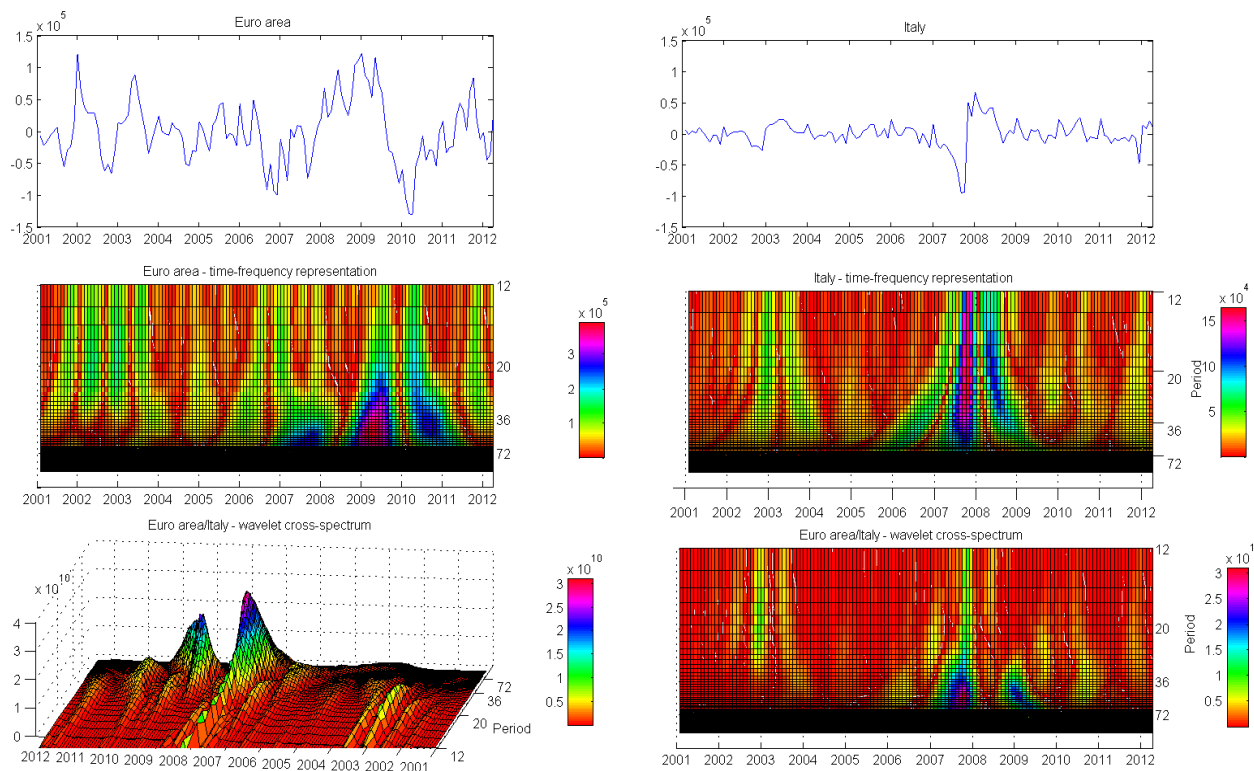 Euro area
x 10^5
1.5
1
0.5
0
-0.5
-1
-1.5
2001 2002 2003 2004 2005 2006 2007 2008 2009 2010 2011 2012
Italy
x 10^5
1.5
1
0.5
0
-0.5
-1
-1.5
2001 2002 2003 2004 2005 2006 2007 2008 2009 2010 2011 2012
Euro area - time-frequency representation
12
20
36
72
2001 2002 2003 2004 2005 2006 2007 2008 2009 2010 2011 2012
x 10^5
3
2
1
Italy - time-frequency representation
12
20
36
72
Period
2001 2002 2003 2004 2005 2006 2007 2008 2009 2010 2011 2012
x 10^4
15
10
5
Euro area/Italy - wavelet cross-spectrum
x 10^10
4
3
2
1
0
2012 2011 2010 2009 2008 2007 2006 2005 2004 2003 2002 2001
72
36
20
12
Period
x 10^10
3
2.5
2
1.5
1
0.5
Euro area/Italy - wavelet cross-spectrum
12
20
36
72
Period
2001 2002 2003 2004 2005 2006 2007 2008 2009 2010 2011 2012
x 10^1
3
2.5
2
1.5
1
0.5